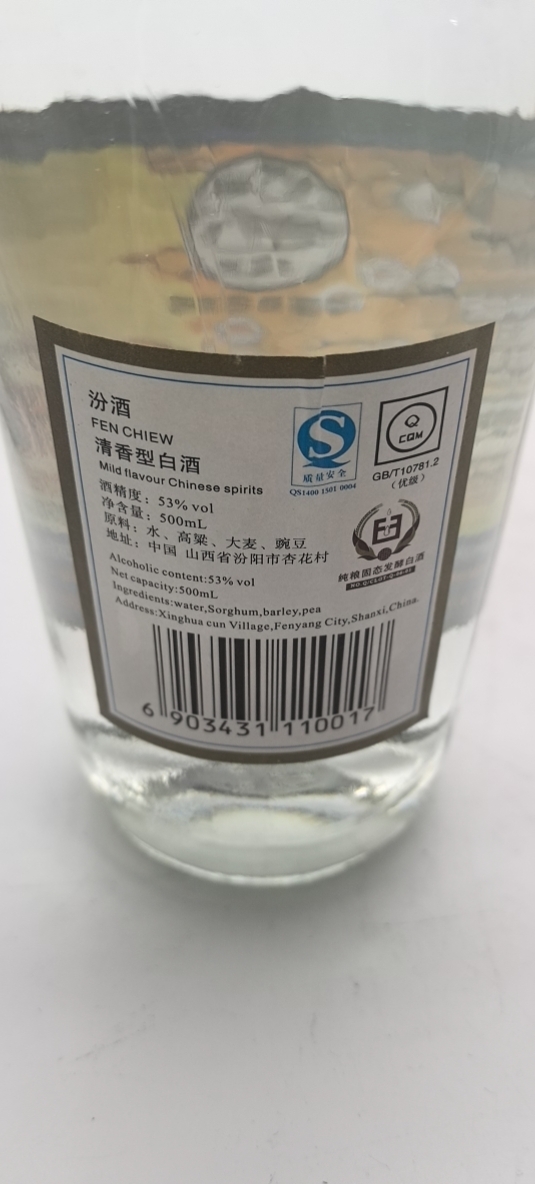 汾酒
FEN CHIEW
清香型白酒
Mild flavour Chinese spirits
酒精度：53% vol
净含量：500mL
原料：水、高粱、大麦、豌豆
地址：中国 山西省汾阳市杏花村
Alcoholic content:53% vol
Net capacity:500mL
Ingredients:water,Sorghum,barley,pea
Address:Xinghua cun Village,Fenyang City,Shanxi,China.
质量安全
QS1400 1501 0004
Q
CQM
GB/T10781.2
（优级）
纯粮固态发酵白酒
6 903431 110017